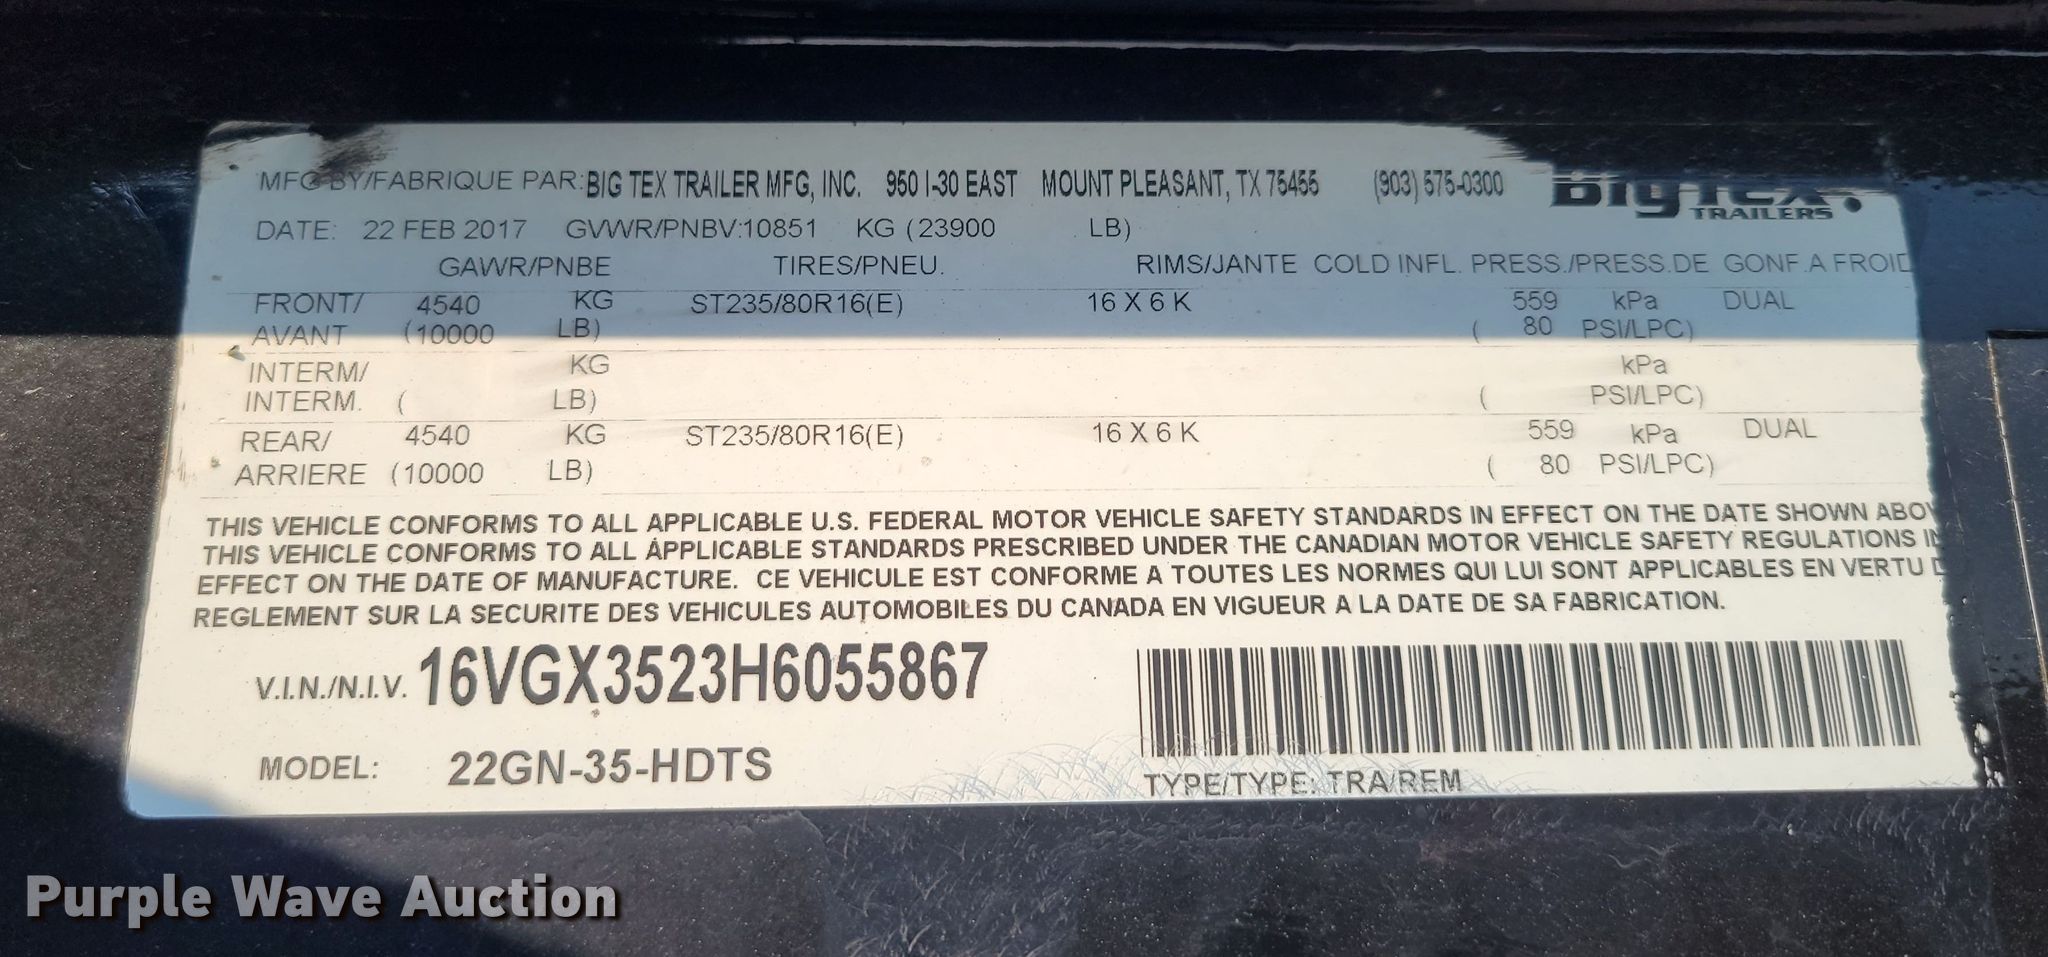 MFG BY/FABRIQUE PAR: BIG TEX TRAILER MFG, INC. 950 I-30 EAST MOUNT PLEASANT, TX 75455 (903) 575-0300 Big Tex TRAILERS
DATE: 22 FEB 2017 GVWR/PNBV:10851 KG (23900 LB)
GAWR/PNBE TIRES/PNEU. RIMS/JANTE COLD INFL. PRESS./PRESS.DE GONF.A FROID
FRONT/ 4540 KG ST235/80R16(E) 16 X 6 K 559 kPa DUAL
AVANT (10000 LB) ( 80 PSI/LPC)
INTERM/ KG kPa
INTERM. ( LB) ( PSI/LPC)
REAR/ 4540 KG ST235/80R16(E) 16 X 6 K 559 kPa DUAL
ARRIERE (10000 LB) ( 80 PSI/LPC)
THIS VEHICLE CONFORMS TO ALL APPLICABLE U.S. FEDERAL MOTOR VEHICLE SAFETY STANDARDS IN EFFECT ON THE DATE SHOWN ABOV
THIS VEHICLE CONFORMS TO ALL APPLICABLE STANDARDS PRESCRIBED UNDER THE CANADIAN MOTOR VEHICLE SAFETY REGULATIONS IN
EFFECT ON THE DATE OF MANUFACTURE. CE VEHICULE EST CONFORME A TOUTES LES NORMES QUI LUI SONT APPLICABLES EN VERTU D
REGLEMENT SUR LA SECURITE DES VEHICULES AUTOMOBILES DU CANADA EN VIGUEUR A LA DATE DE SA FABRICATION.
V.I.N./N.I.V. 16VGX3523H6055867
MODEL: 22GN-35-HDTS
TYPE/TYPE: TRA/REM
Purple Wave Auction